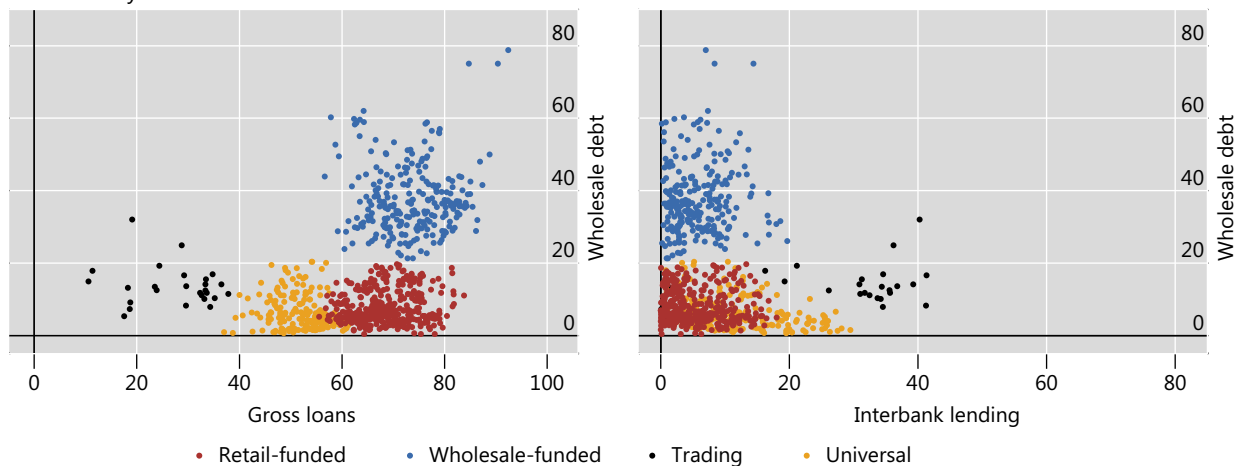 80
60
40
20
0
Wholesale debt
0 20 40 60 80 100
Gross loans
80
60
40
20
0
Wholesale debt
0 20 40 60 80
Interbank lending
Retail-funded Wholesale-funded Trading Universal